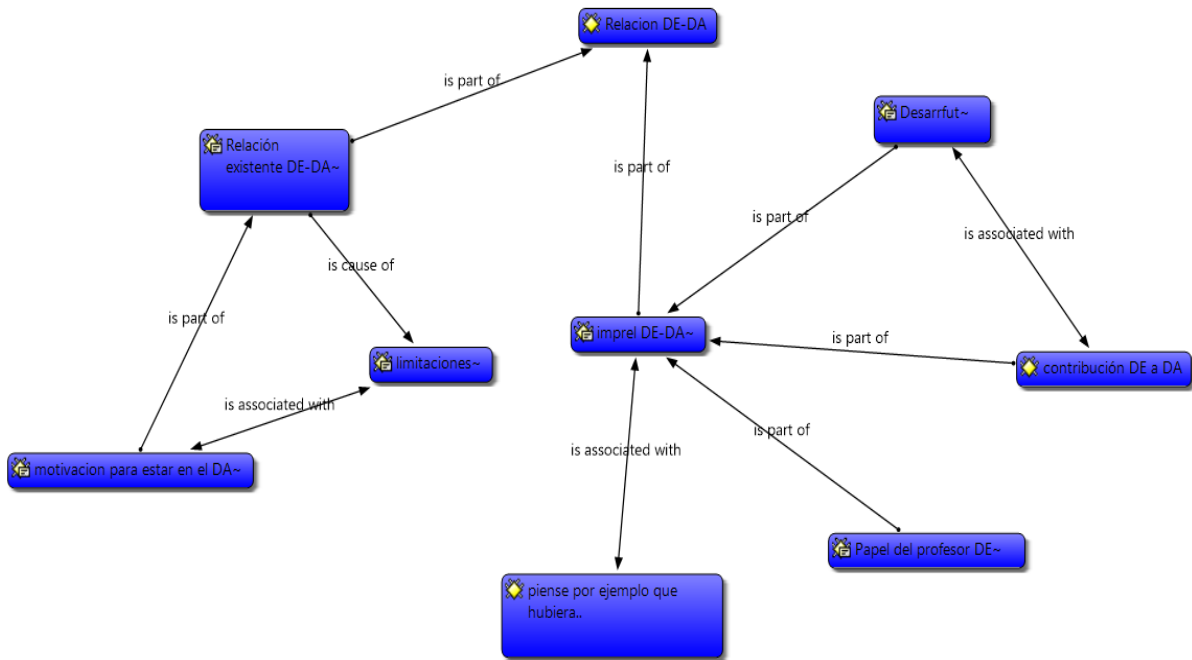 Relacion DE-DA
is part of
Desarrfut~
Relación
existente DE-DA~
is part of
is part of
is associated with
is cause of
is part of
imprel DE-DA~
is part of
limitaciones~
contribución DE a DA
is associated with
is part of
is associated with
motivacion para estar en el DA~
Papel del profesor DE~
piense por ejemplo que
hubiera..